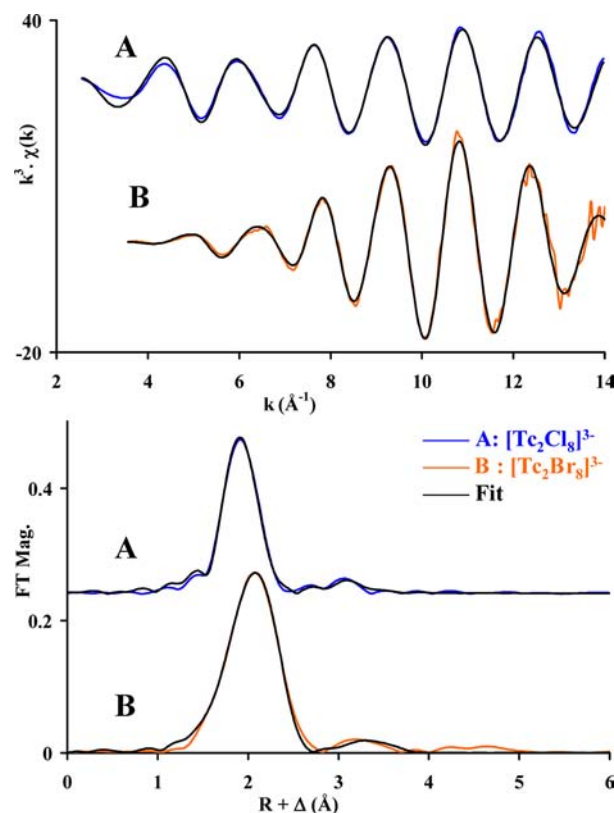 40
A
k³. χ(k)
B
-20
2 4 6 8 10 12 14
k (Å⁻¹)
A: [Tc₂Cl₈]³⁻
B : [Tc₂Br₈]³⁻
Fit
0.4
FT Mag.
A
0.2
B
0
0 1 2 3 4 5 6
R + Δ (Å)